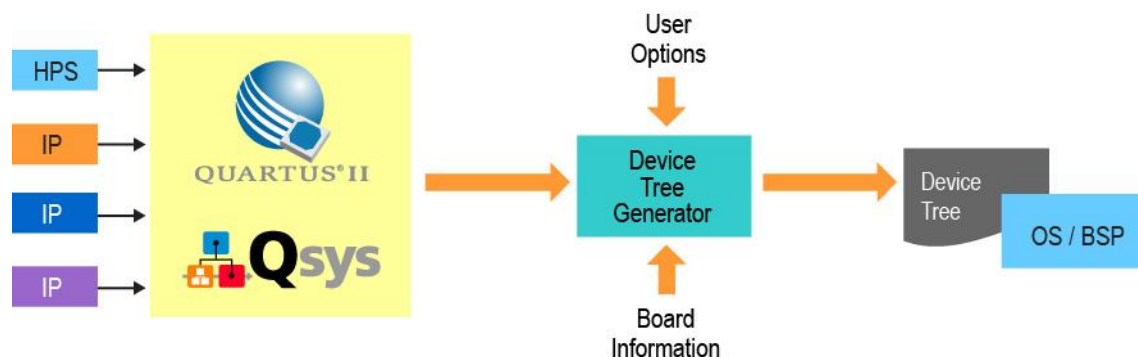 HPS
IP
IP
IP
QUARTUS®II
Qsys
User
Options
Device
Tree
Generator
Board
Information
Device
Tree
OS / BSP